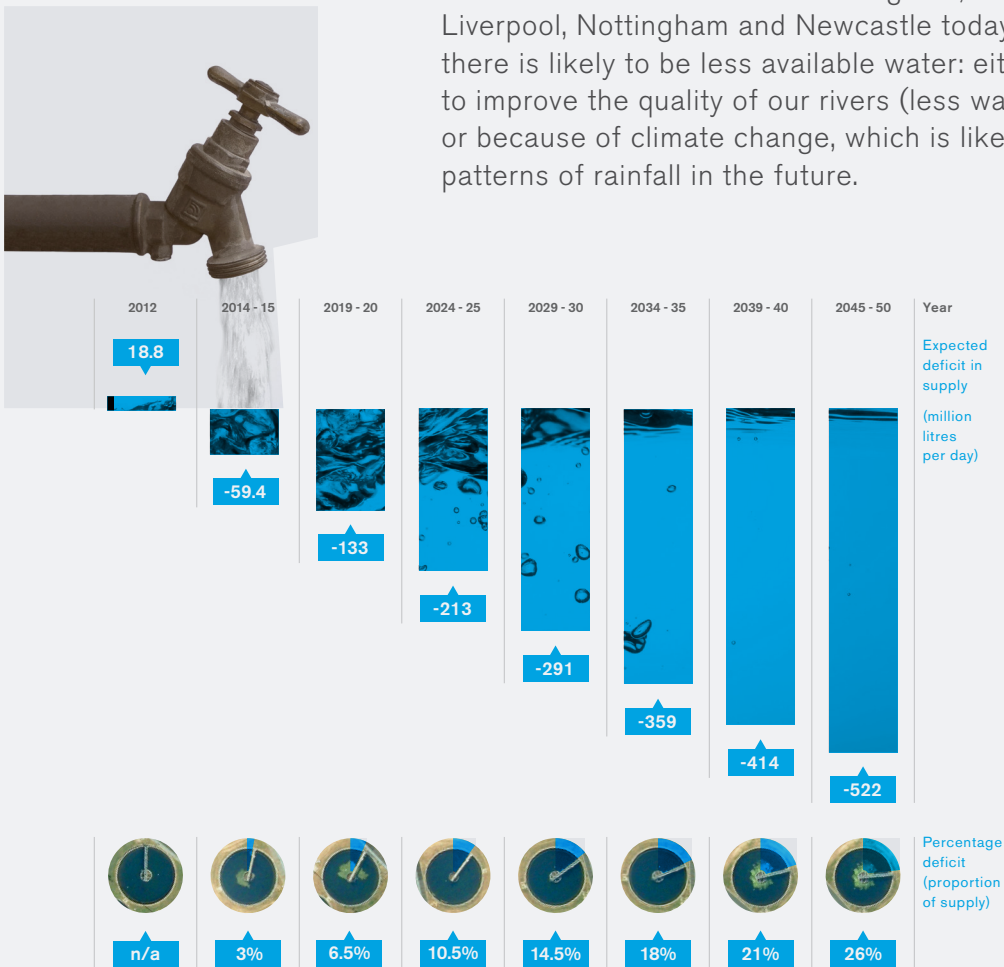 Liverpool, Nottingham and Newcastle today
there is likely to be less available water:
to improve the quality of our rivers (less
or because of climate change, which is
patterns of rainfall in the future.
2012 2014 - 15 2019 - 20 2024 - 25 2029 - 30 2034 - 35 2039 - 40 2045 - 50 Year
18.8
Expected
deficit in
supply
(million
litres
per day)
-59.4
-133
-213
-291
-359
-414
-522
Percentage
deficit
(proportion
of supply)
n/a 3% 6.5% 10.5% 14.5% 18% 21% 26%